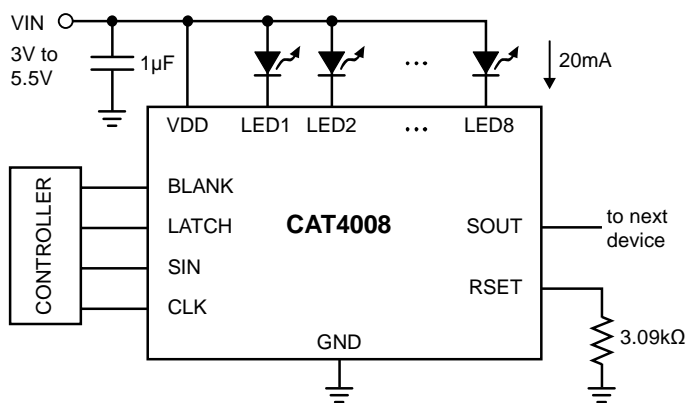 VIN
3V to
5.5V
1µF
...
20mA
VDD
LED1
LED2
...
LED8
CONTROLLER
BLANK
LATCH
SIN
CLK
CAT4008
SOUT
RSET
GND
to next
device
3.09kΩ